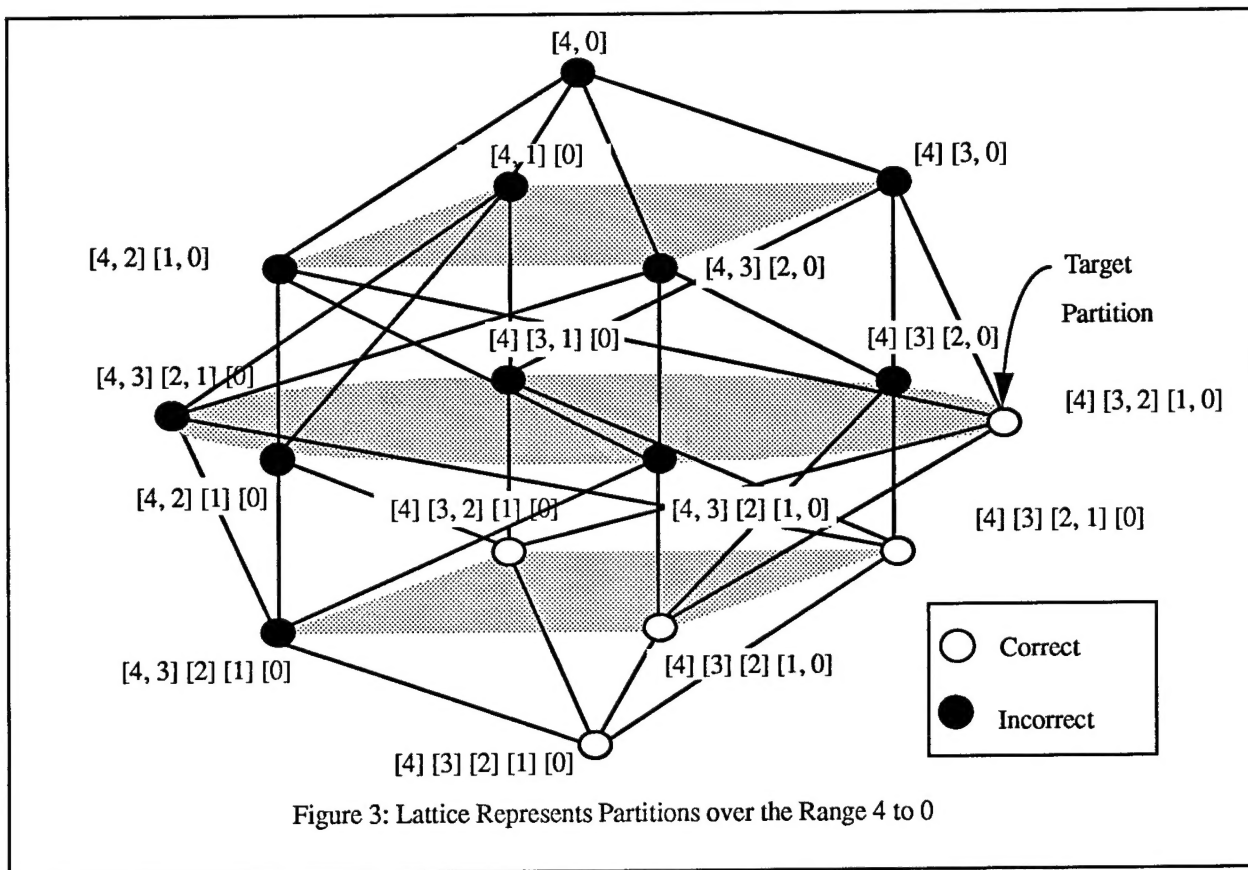 [4, 0]
[4, 1] [0]
[4] [3, 0]
[4, 2] [1, 0]
[4, 3] [2, 0]
Target
Partition
[4] [3, 1] [0]
[4] [3] [2, 0]
[4, 3] [2, 1] [0]
[4] [3, 2] [1, 0]
[4, 2] [1] [0]
[4] [3, 2] [1] [0]
[4, 3] [2] [1, 0]
[4] [3] [2, 1] [0]
Correct
[4, 3] [2] [1] [0]
[4] [3] [2] [1, 0]
Incorrect
[4] [3] [2] [1] [0]
Figure 3: Lattice Represents Partitions over the Range 4 to 0